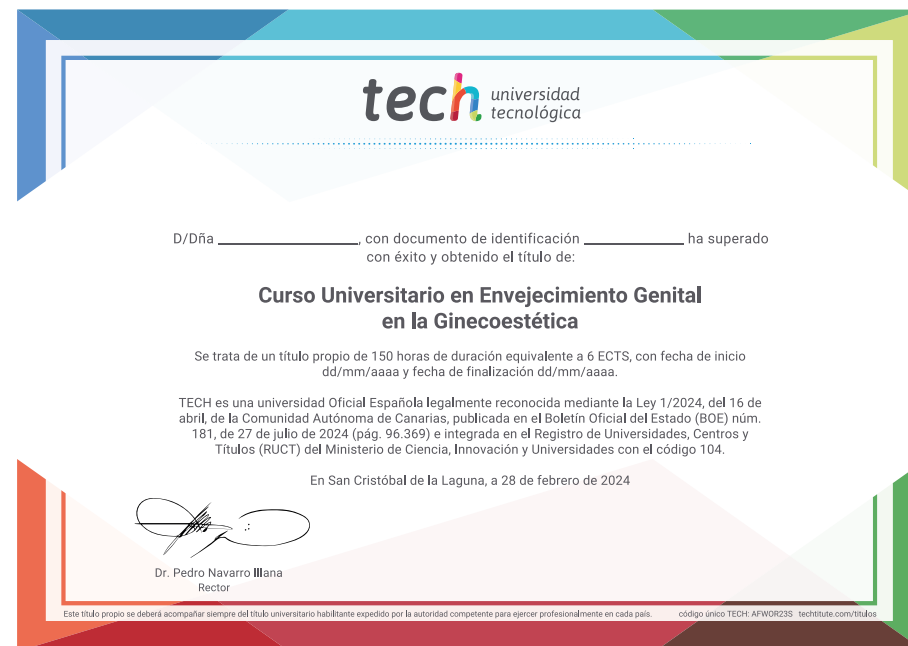 tech universidad
tecnológica
D/Dña ______________, con documento de identificación __________ ha superado
con éxito y obtenido el título de:
Curso Universitario en Envejecimiento Genital
en la Ginecoestética
Se trata de un título propio de 150 horas de duración equivalente a 6 ECTS, con fecha de inicio
dd/mm/aaaa y fecha de finalización dd/mm/aaaa.
TECH es una universidad Oficial Española legalmente reconocida mediante la Ley 1/2024, del 16 de
abril, de la Comunidad Autónoma de Canarias, publicada en el Boletín Oficial del Estado (BOE) núm.
181, de 27 de julio de 2024 (pág. 96.369) e integrada en el Registro de Universidades, Centros y
Títulos (RUCT) del Ministerio de Ciencia, Innovación y Universidades con el código 104.
En San Cristóbal de la Laguna, a 28 de febrero de 2024
Dr. Pedro Navarro Illana
Rector
Este título propio se deberá acompañar siempre del título universitario habilitante expedido por la autoridad competente para ejercer profesionalmente en cada país. código único TECH: AFWOR23S techtitute.com/titulos